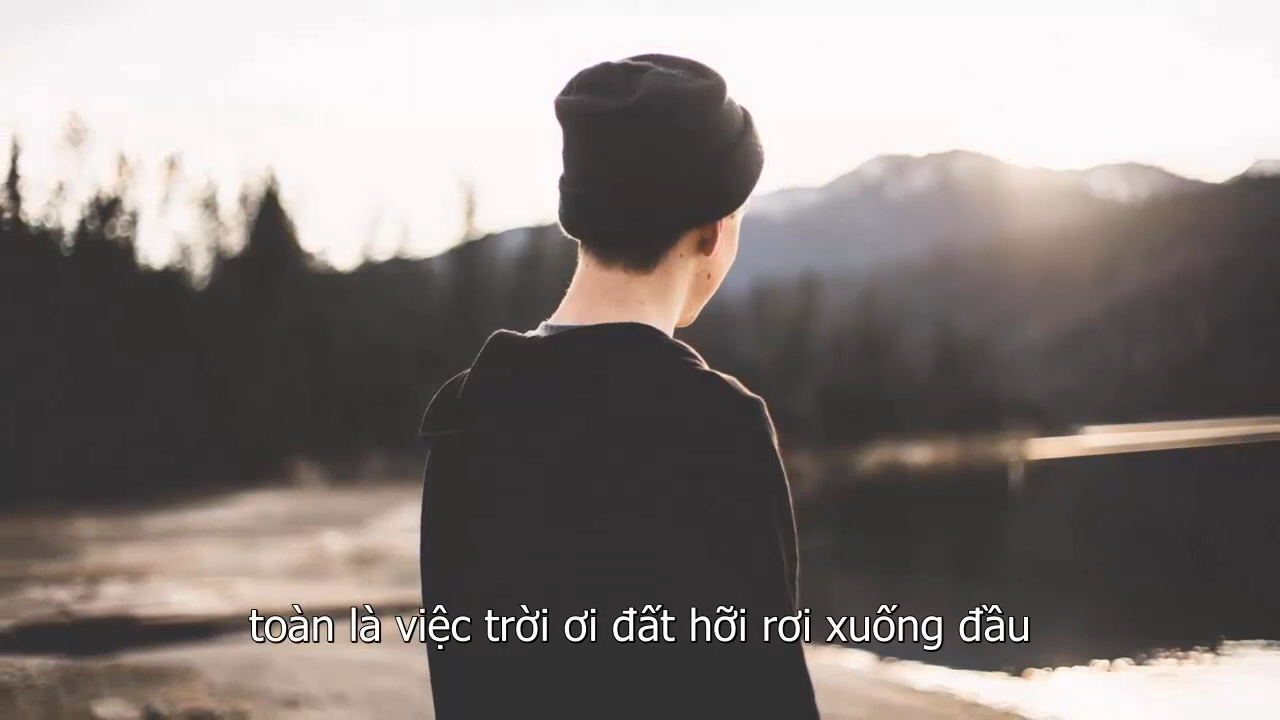 toàn là việc trời ơi đất hỡi rơi xuống đầu